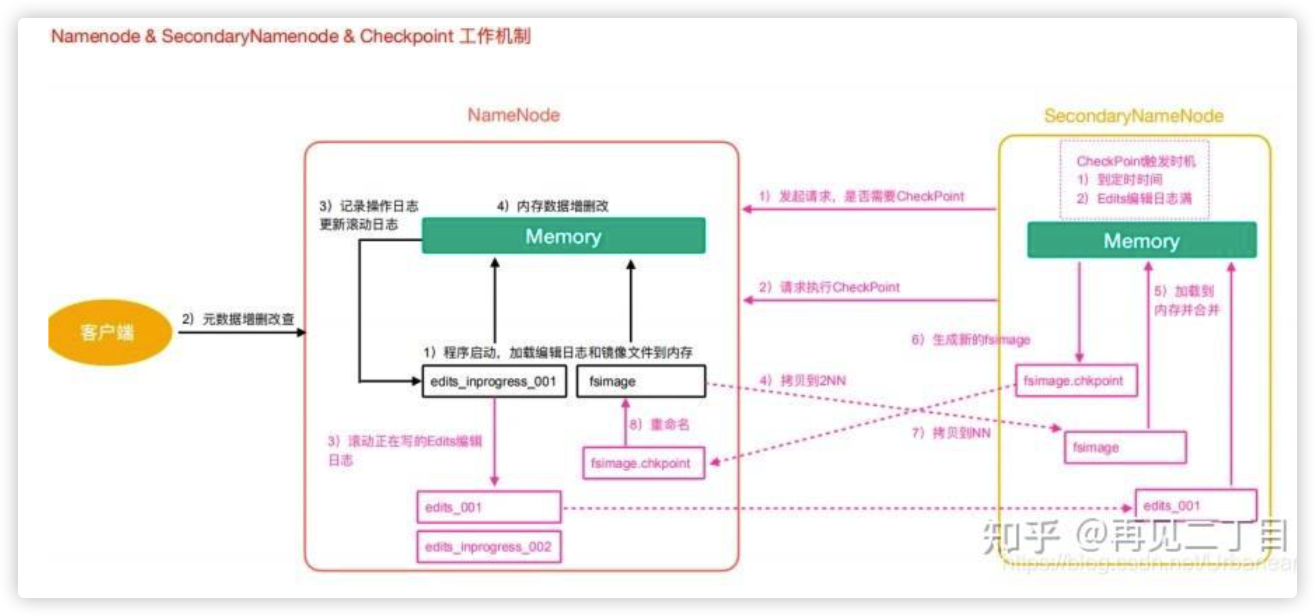 Namenode & SecondaryNamenode & Checkpoint 工作机制
NameNode
SecondaryNameNode
CheckPoint触发时机
1）到定时时间
2）Edits编辑日志满
1）发起请求，是否需要CheckPoint
3）记录操作日志
更新滚动日志
4）内存数据增删改
Memory
Memory
2）请求执行CheckPoint
5）加载到
内存并合并
2）元数据增删改查
客户端
6）生成新的fsimage
1）程序启动，加载编辑日志和镜像文件到内存
edits_inprogress_001
fsimage
4）拷贝到2NN
fsimage.chkpoint
8）重命名
7）拷贝到NN
3）滚动正在写的Edits编辑
日志
fsimage.chkpoint
fsimage
edits_001
edits_001
edits_inprogress_002
知乎 @再见二丁目